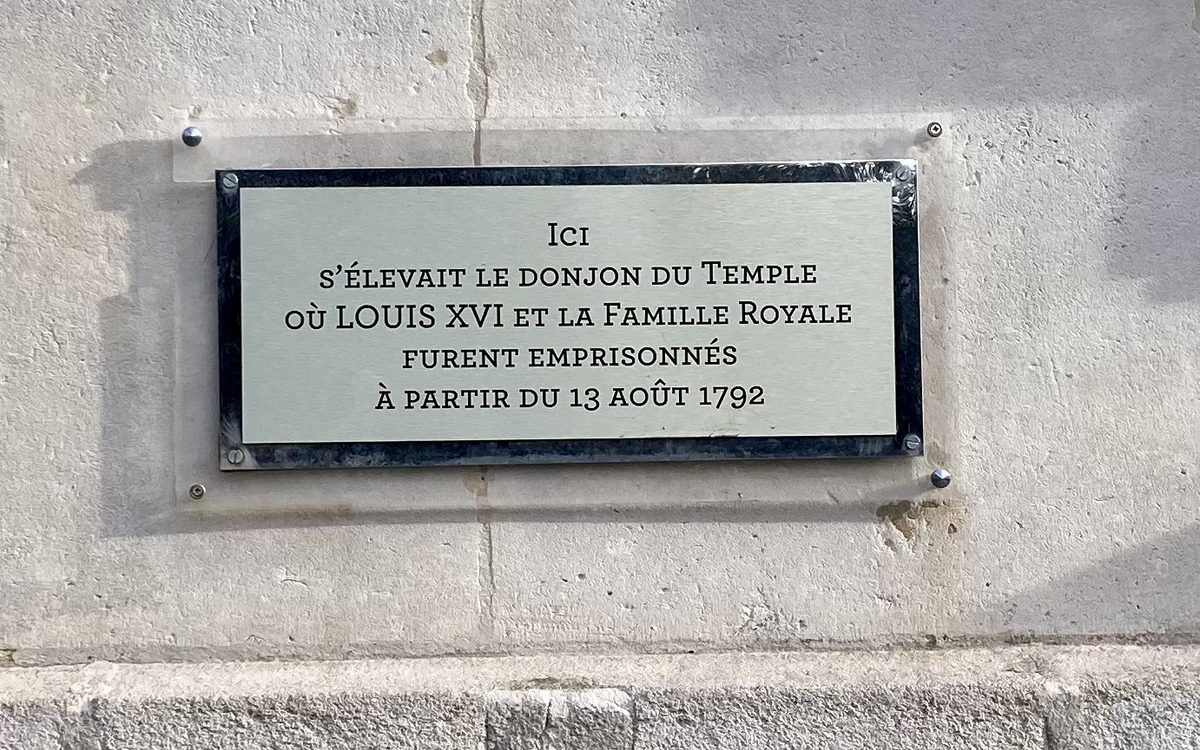 Ici
s’élevait le donjon du Temple
où LOUIS XVI et la Famille Royale
furent emprisonnés
à partir du 13 août 1792